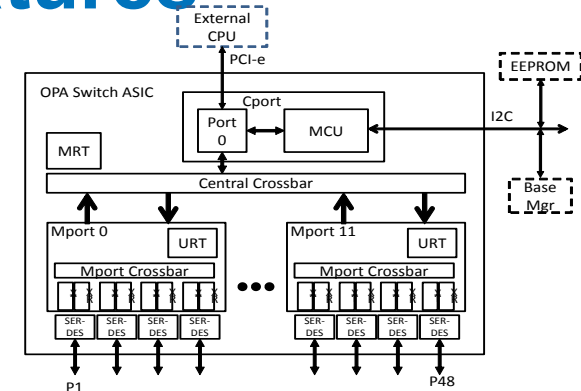 External
CPU
PCI-e
EEPROM
OPA Switch ASIC
Cport
Port
0
MCU
I2C
MRT
Central Crossbar
Base
Mgr
Mport 0
URT
Mport Crossbar
Mport 11
URT
Mport Crossbar
SER-
DES
SER-
DES
SER-
DES
SER-
DES
SER-
DES
SER-
DES
SER-
DES
SER-
DES
P1
P48